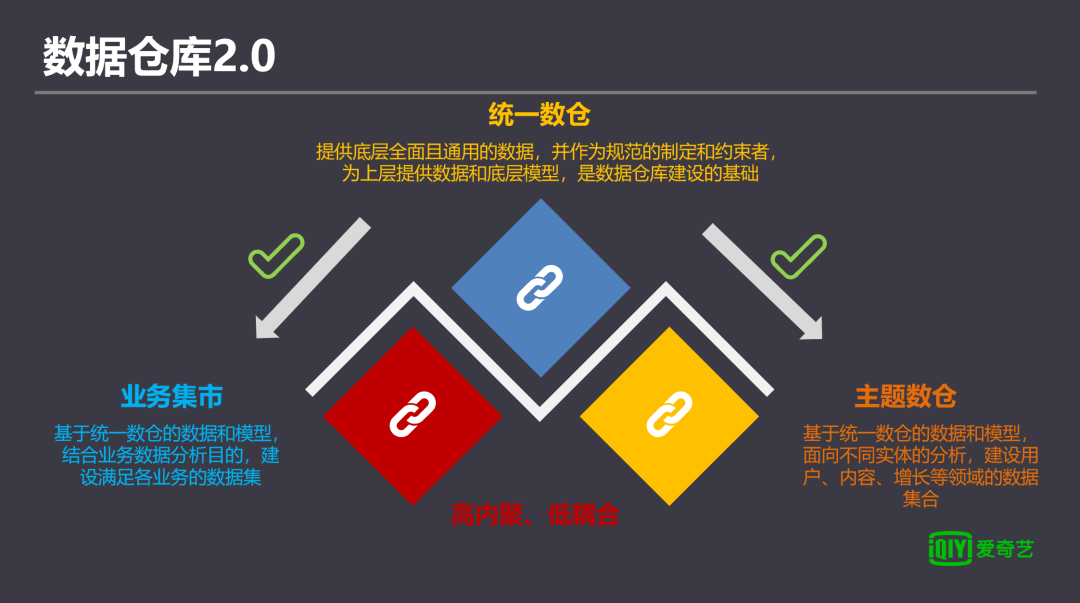 数据仓库2.0
统一数仓
提供底层全面且通用的数据，并作为规范的制定和约束者，
为上层提供数据和底层模型，是数据仓库建设的基础
业务集市
基于统一数仓的数据和模型，
结合业务数据分析目的，建
设满足各业务的数据集
主题数仓
基于统一数仓的数据和模型，
面向不同实体的分析，建设用
户、内容、增长等领域的数据
集合
高内聚、低耦合
iQIYI 爱奇艺